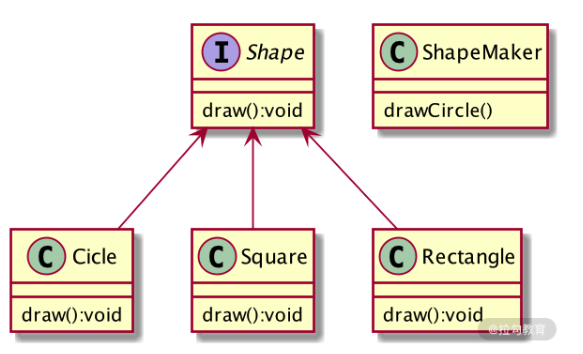 I Shape
draw():void
C ShapeMaker
drawCircle()
C Cicle
draw():void
C Square
draw():void
C Rectangle
draw():void
@拉勾教育